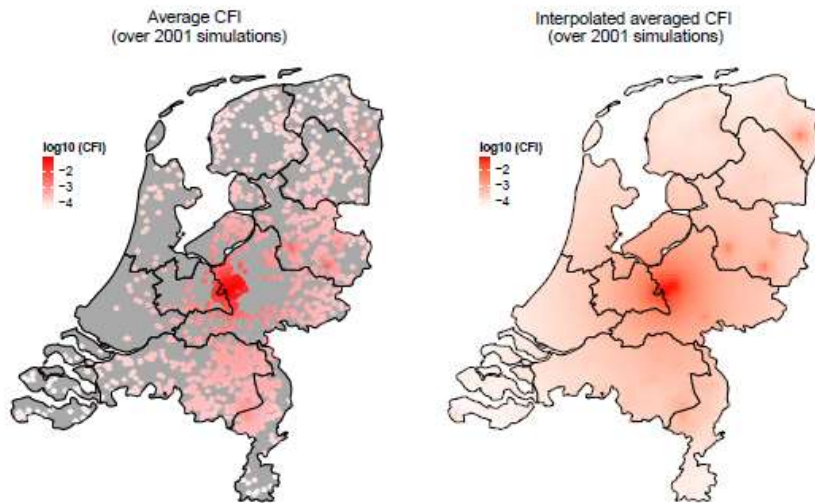 Average CFI
(over 2001 simulations)
log10 (CFI)
−2
−3
−4
Interpolated averaged CFI
(over 2001 simulations)
log10 (CFI)
−2
−3
−4